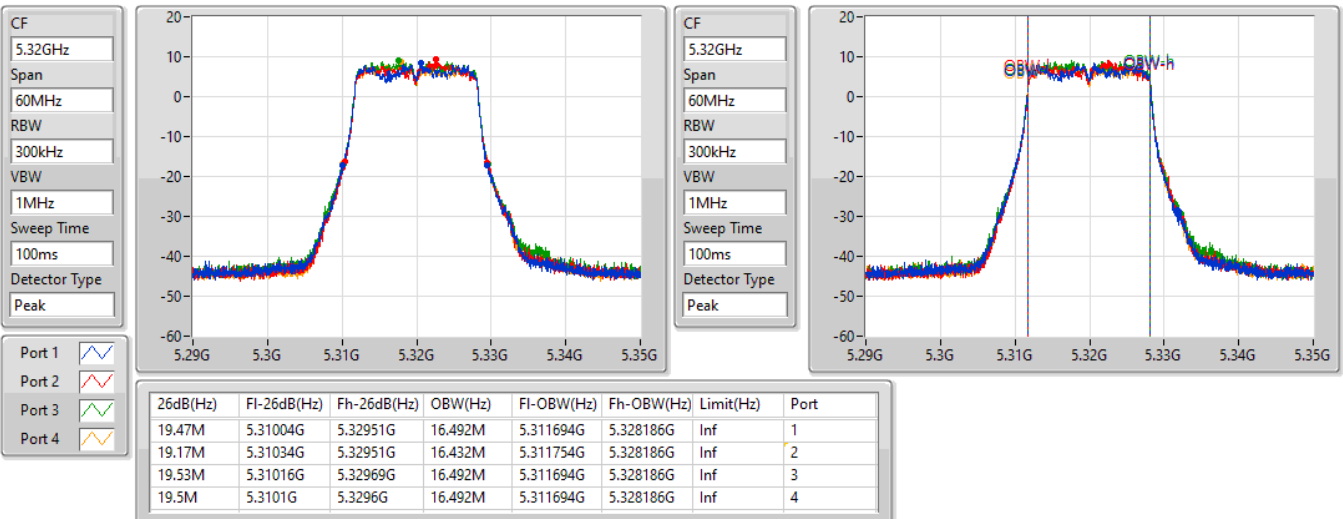 CF
5.32GHz
Span
60MHz
RBW
300kHz
VBW
1MHz
Sweep Time
100ms
Detector Type
Peak
20
10
0
-10
-20
-30
-40
-50
-60
5.29G 5.3G 5.31G 5.32G 5.33G 5.34G 5.35G
CF
5.32GHz
Span
60MHz
RBW
300kHz
VBW
1MHz
Sweep Time
100ms
Detector Type
Peak
20
10
0
-10
-20
-30
-40
-50
-60
OBW-h
5.29G 5.3G 5.31G 5.32G 5.33G 5.34G 5.35G
Port 1
Port 2
Port 3
Port 4
26dB(Hz) Fl-26dB(Hz) Fh-26dB(Hz) OBW(Hz) Fl-OBW(Hz) Fh-OBW(Hz) Limit(Hz) Port
19.47M 5.31004G 5.32951G 16.492M 5.311694G 5.328186G Inf 1
19.17M 5.31034G 5.32951G 16.432M 5.311754G 5.328186G Inf 2
19.53M 5.31016G 5.32969G 16.492M 5.311694G 5.328186G Inf 3
19.5M 5.3101G 5.3296G 16.492M 5.311694G 5.328186G Inf 4